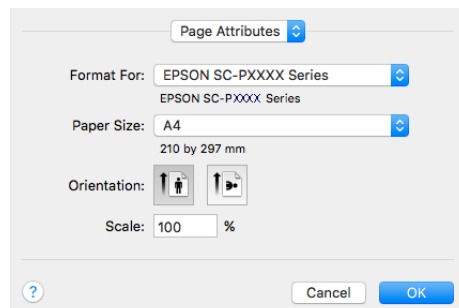 Page Attributes
Format For: EPSON SC-PXXXX Series
EPSON SC-PXXXX Series
Paper Size: A4
210 by 297 mm
Orientation:
Scale: 100 %
? Cancel OK